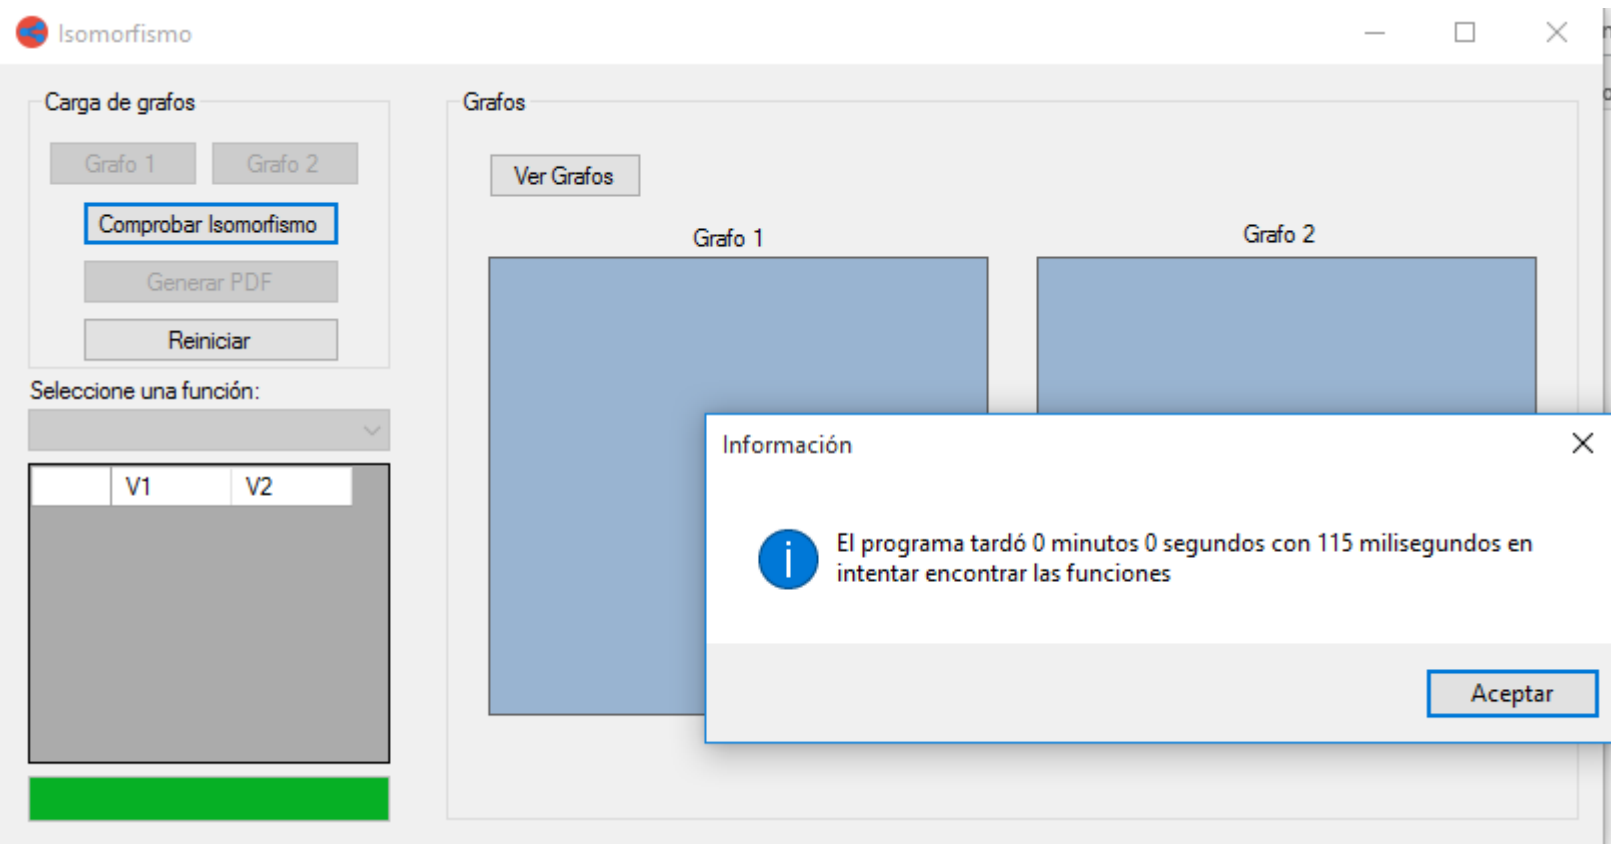 Isomorfismo
Carga de grafos
Grafo 1
Grafo 2
Comprobar Isomorfismo
Generar PDF
Reiniciar
Seleccione una función:
V1
V2
Grafos
Ver Grafos
Grafo 1
Grafo 2
Información
El programa tardó 0 minutos 0 segundos con 115 milisegundos en
intentar encontrar las funciones
Aceptar